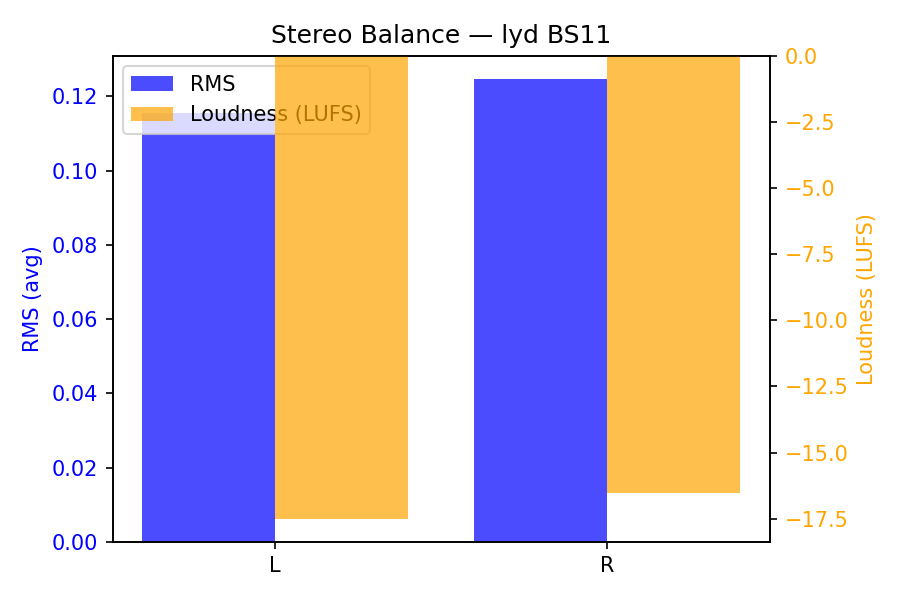 Stereo Balance — lyd BS11
RMS
Loudness (LUFS)
RMS (avg)
0.12
0.10
0.08
0.06
0.04
0.02
0.00
L
R
0.0
−2.5
−5.0
−7.5
−10.0
−12.5
−15.0
−17.5
Loudness (LUFS)